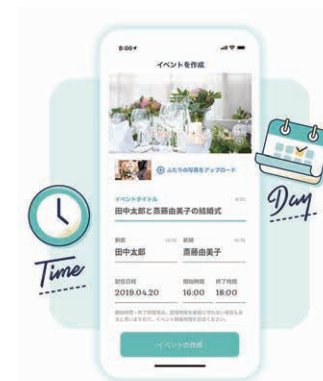 8:00
イベントを作成
ふたりの写真をアップロード
イベントタイトル
田中太郎と斎藤由美子の結婚式
新郎
新婦
田中太郎
斎藤由美子
配信日時
開始時間
終了時間
2019.04.20
16:00
18:00
イベントの作成
Time
Day